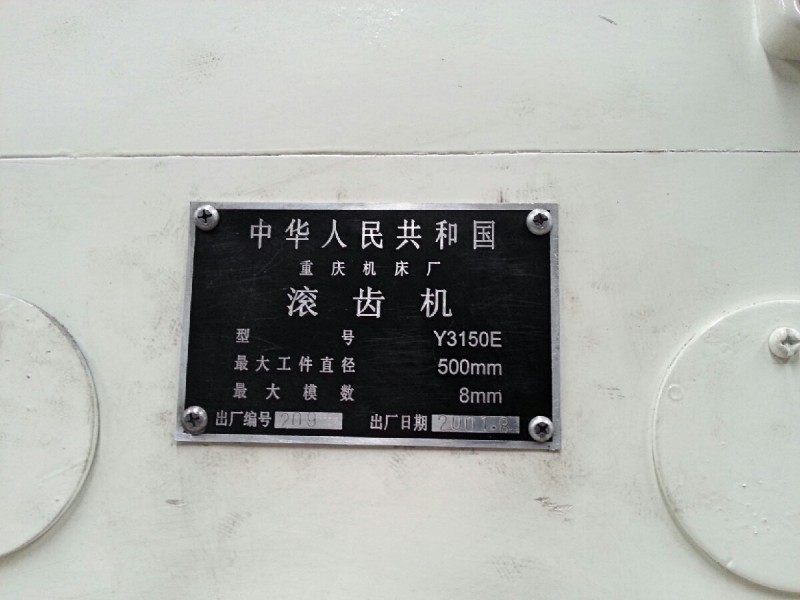 中华人民共和国
重庆机床厂
滚齿机
型号 Y3150E
最大工件直径 500mm
最大模数 8mm
出厂编号 出厂日期